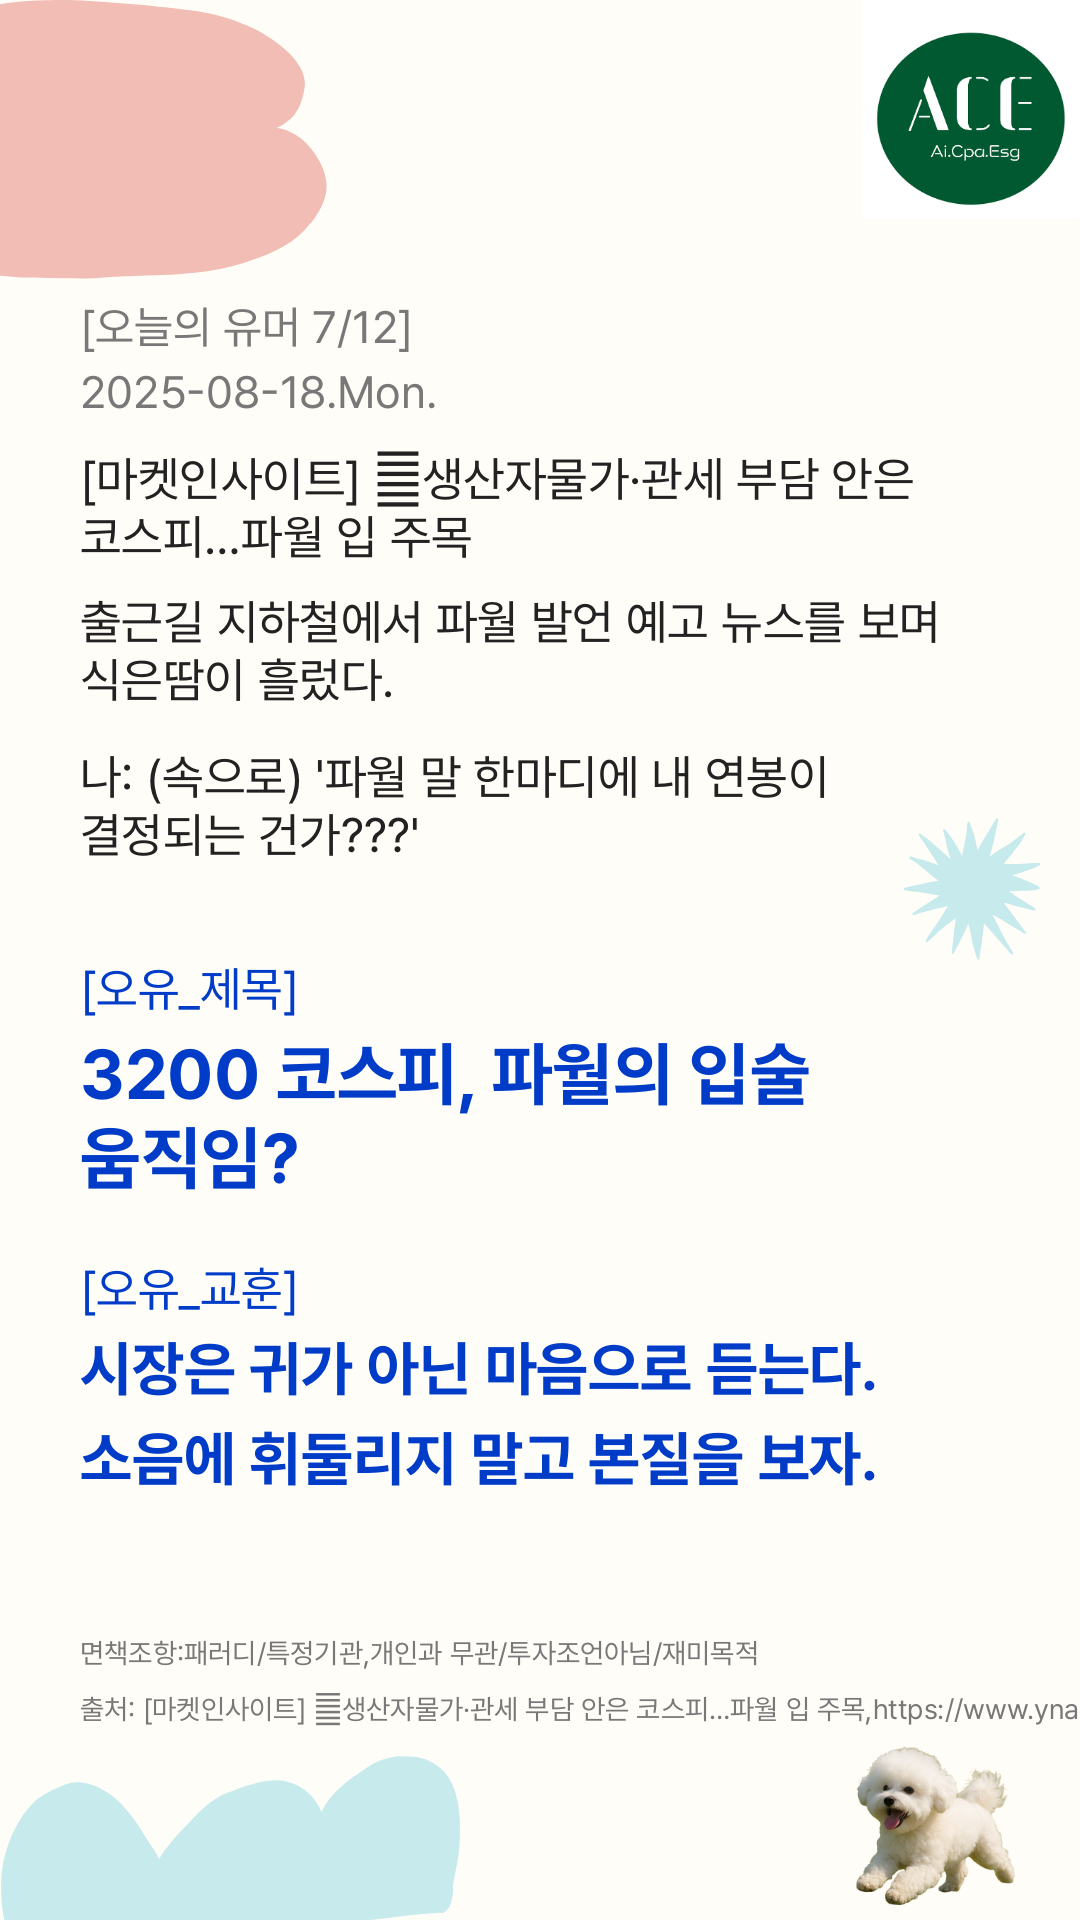 ACE
Ai.Cpa.Esg
[오늘의 유머 7/12]
2025-08-18.Mon.
[마켓인사이트] ䷀생산자물가·관세 부담 안은
코스피…파월 입 주목
출근길 지하철에서 파월 발언 예고 뉴스를 보며
식은땀이 흘렀다.
나: (속으로) '파월 말 한마디에 내 연봉이
결정되는 건가???'
[오유_제목]
3200 코스피, 파월의 입술
움직임?
[오유_교훈]
시장은 귀가 아닌 마음으로 듣는다.
소음에 휘둘리지 말고 본질을 보자.
면책조항:패러디/특정기관,개인과 무관/투자조언아님/재미목적
출처: [마켓인사이트] ䷀생산자물가·관세 부담 안은 코스피…파월 입 주목,https://www.yna